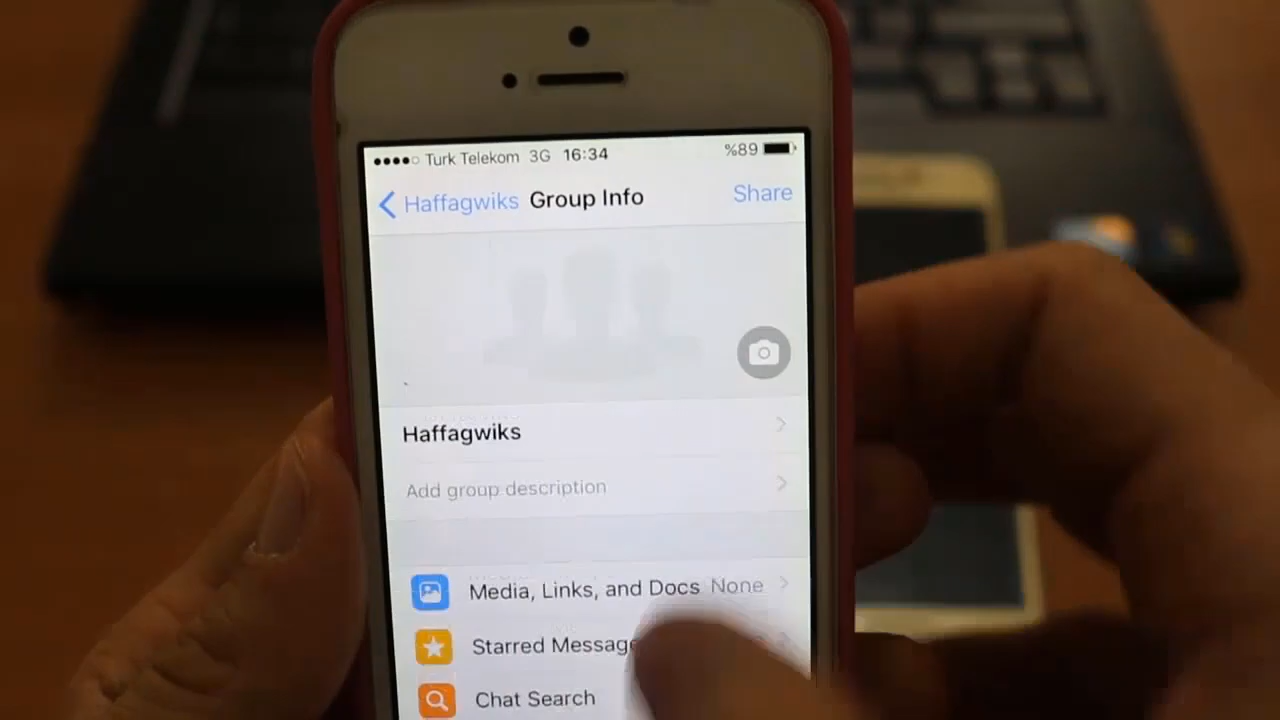 Turk Telekom 3G 16:34 %89
Haffagwiks Group Info Share
Haffagwiks
Add group description
Media, Links, and Docs None
Starred Message
Chat Search